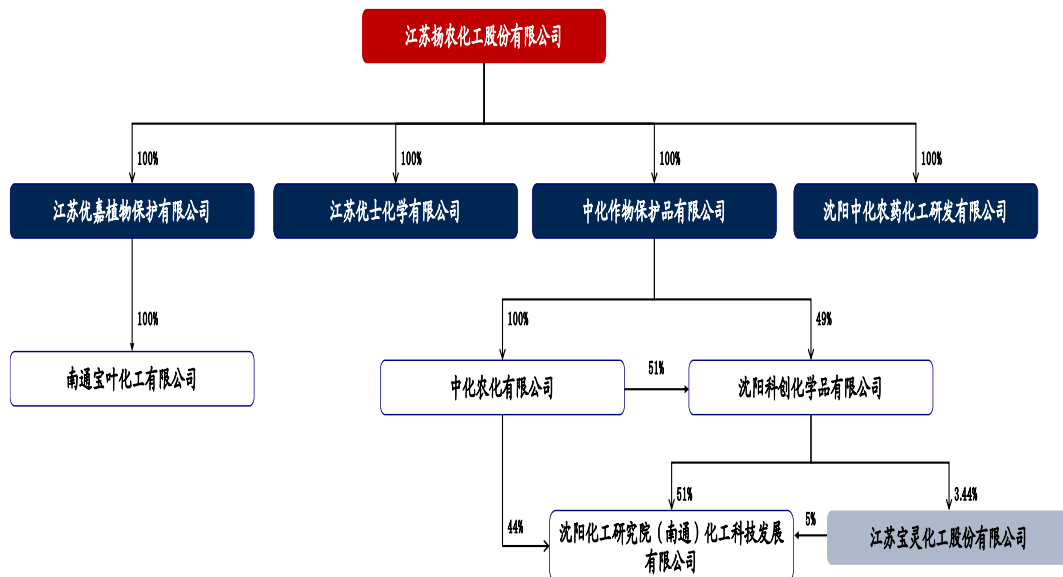 江苏扬农化工股份有限公司
100%
100%
100%
100%
江苏优嘉植物保护有限公司
江苏优士化学有限公司
中化作物保护品有限公司
沈阳中化农药化工研发有限公司
100%
100%
49%
南通宝叶化工有限公司
中化农化有限公司
51%
沈阳科创化学品有限公司
44%
51%
3.44%
沈阳化工研究院（南通）化工科技发展
有限公司
5%
江苏宝灵化工股份有限公司